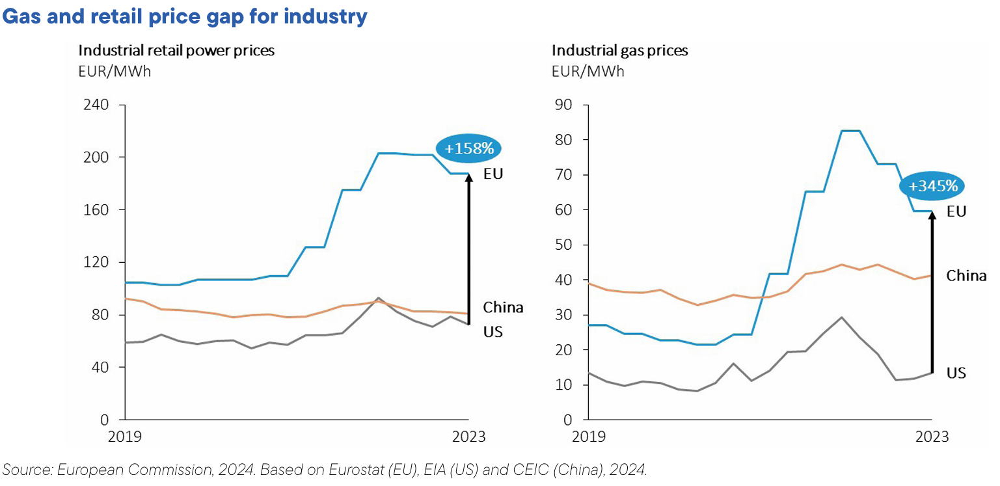 Gas and retail price gap for industry
Industrial retail power prices
EUR/MWh
240
200
160
120
80
40
0
2019
2023
+158%
EU
China
US
Industrial gas prices
EUR/MWh
90
80
70
60
50
40
30
20
10
0
2019
2023
+345%
EU
China
US
Source: European Commission, 2024. Based on Eurostat (EU), EIA (US) and CEIC (China), 2024.